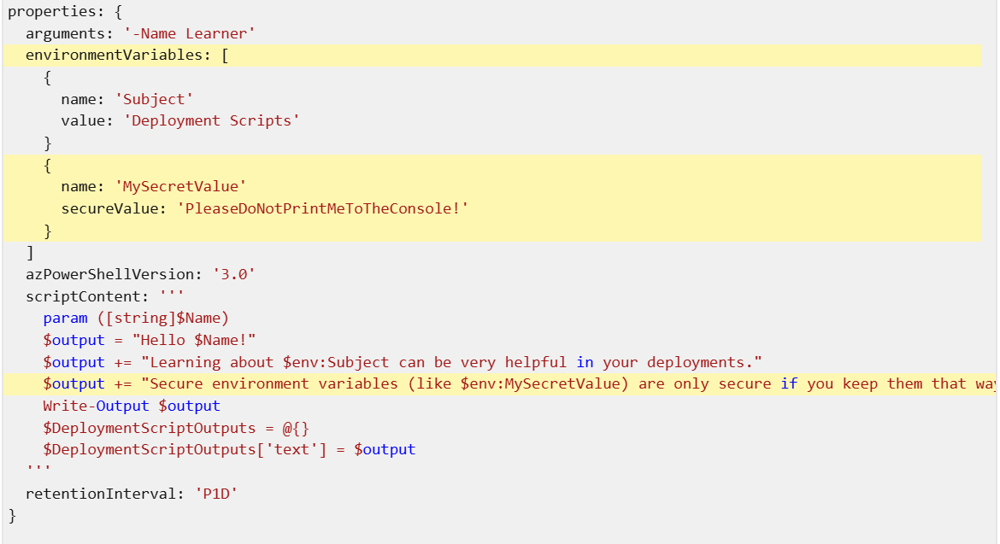 properties: {
  arguments: '-Name Learner'
  environmentVariables: [
    {
      name: 'Subject'
      value: 'Deployment Scripts'
    }
    {
      name: 'MySecretValue'
      secureValue: 'PleaseDoNotPrintMeToTheConsole!'
    }
  ]
  azPowerShellVersion: '3.0'
  scriptContent: '''
    param ([string]$Name)
    $output = "Hello $Name!"
    $output += "Learning about $env:Subject can be very helpful in your deployments."
    $output += "Secure environment variables (like $env:MySecretValue) are only secure if you keep them that way
    Write-Output $output
    $DeploymentScriptOutputs = @{}
    $DeploymentScriptOutputs['text'] = $output
  '''
  retentionInterval: 'P1D'
}